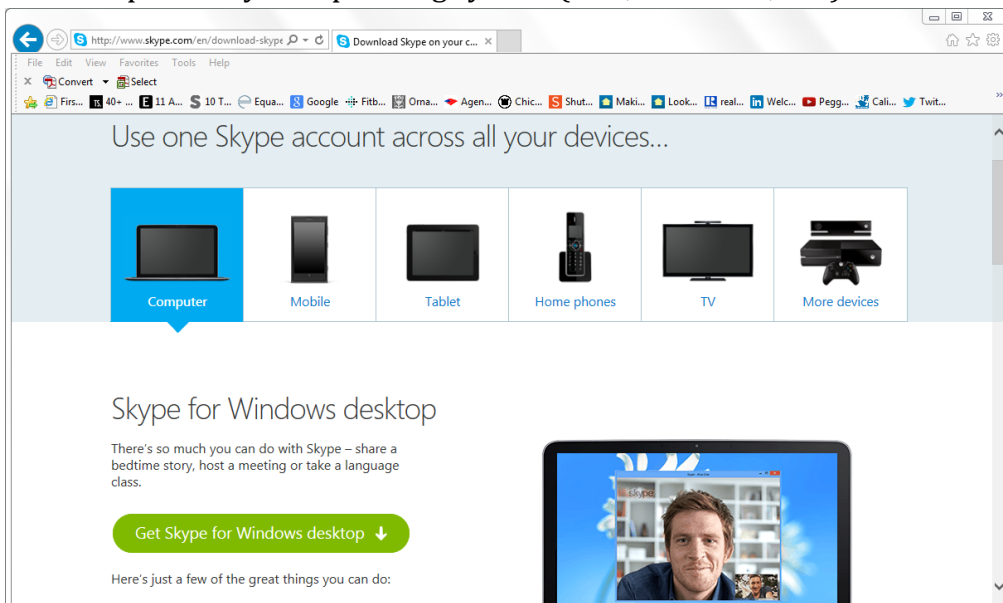 http://www.skype.com/en/download-skype
Download Skype on your c...
File Edit View Favorites Tools Help
x Convert Select
Firs... 40+ ... 11 A... 10 T... Equa... Google Fitb... Orna... Agen... Chic... Shut... Maki... Look... real... Welc... Pegg... Cali... Twit... »
Use one Skype account across all your devices...
Computer Mobile Tablet Home phones TV More devices
Skype for Windows desktop
There's so much you can do with Skype – share a
bedtime story, host a meeting or take a language
class.
skype
Get Skype for Windows desktop
Here's just a few of the great things you can do: